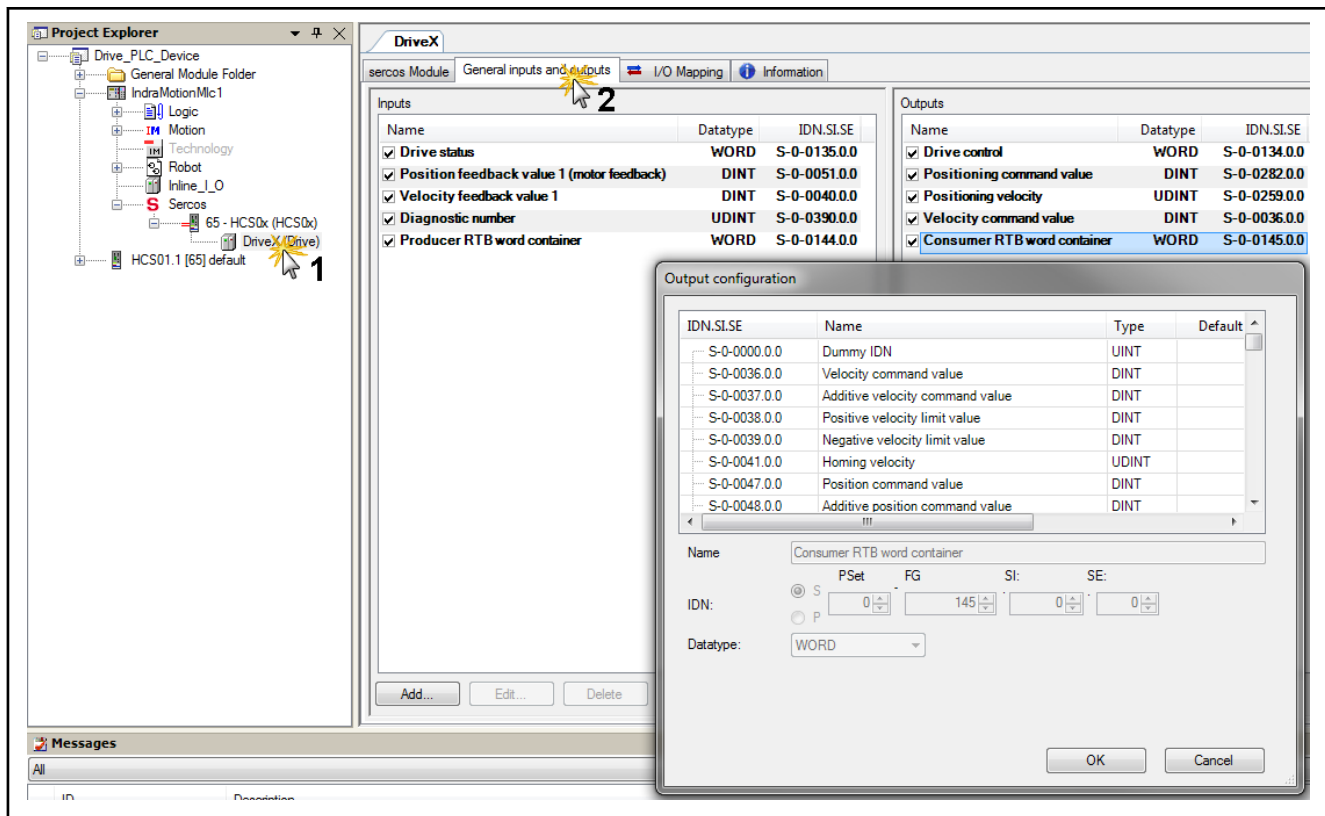 Project Explorer
Drive_PLC_Device
General Module Folder
IndraMotionMlc1
Logic
IM Motion
IM Technology
Robot
Inline_I_O
S Sercos
65 - HCS0x (HCS0x)
DriveX (Drive)
HCS01.1 [65] default
1
DriveX
sercos Module General inputs and outputs I/O Mapping Information
2
Inputs
Name Datatype IDN.SI.SE
Drive status WORD S-0-0135.0.0
Position feedback value 1 (motor feedback) DINT S-0-0051.0.0
Velocity feedback value 1 DINT S-0-0040.0.0
Diagnostic number UDINT S-0-0390.0.0
Producer RTB word container WORD S-0-0144.0.0
Add... Edit... Delete
Outputs
Name Datatype IDN.SI.SE
Drive control WORD S-0-0134.0.0
Positioning command value DINT S-0-0282.0.0
Positioning velocity UDINT S-0-0259.0.0
Velocity command value DINT S-0-0036.0.0
Consumer RTB word container WORD S-0-0145.0.0
Output configuration
IDN.SI.SE Name Type Default
S-0-0000.0.0 Dummy IDN UINT
S-0-0036.0.0 Velocity command value DINT
S-0-0037.0.0 Additive velocity command value DINT
S-0-0038.0.0 Positive velocity limit value DINT
S-0-0039.0.0 Negative velocity limit value DINT
S-0-0041.0.0 Homing velocity UDINT
S-0-0047.0.0 Position command value DINT
S-0-0048.0.0 Additive position command value DINT
Name Consumer RTB word container
PSet FG SI: SE:
IDN: S 0 - 145 . 0 . 0
P
Datatype: WORD
OK Cancel
Messages
All
ID Description